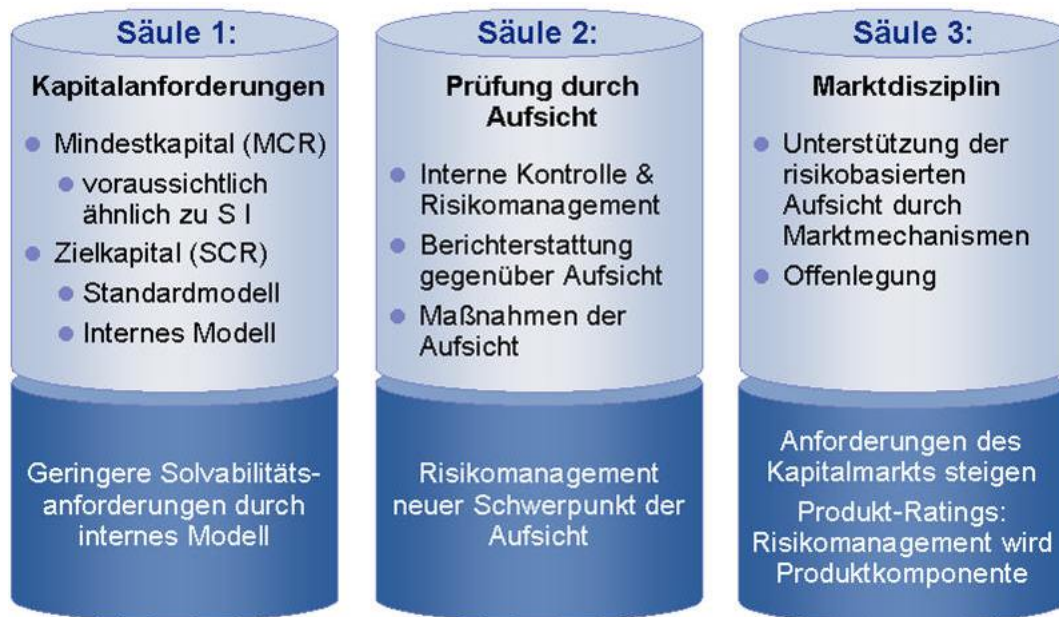 Säule 1:
Kapitalanforderungen
Mindestkapital (MCR)
voraussichtlich
ähnlich zu S I
Zielkapital (SCR)
Standardmodell
Internes Modell
Geringere Solvabilitäts-
anforderungen durch
internes Modell
Säule 2:
Prüfung durch
Aufsicht
Interne Kontrolle &
Risikomanagement
Berichterstattung
gegenüber Aufsicht
Maßnahmen der
Aufsicht
Risikomanagement
neuer Schwerpunkt der
Aufsicht
Säule 3:
Marktdisziplin
Unterstützung der
risikobasierten
Aufsicht durch
Marktmechanismen
Offenlegung
Anforderungen des
Kapitalmarkts steigen
Produkt-Ratings:
Risikomanagement wird
Produktkomponente